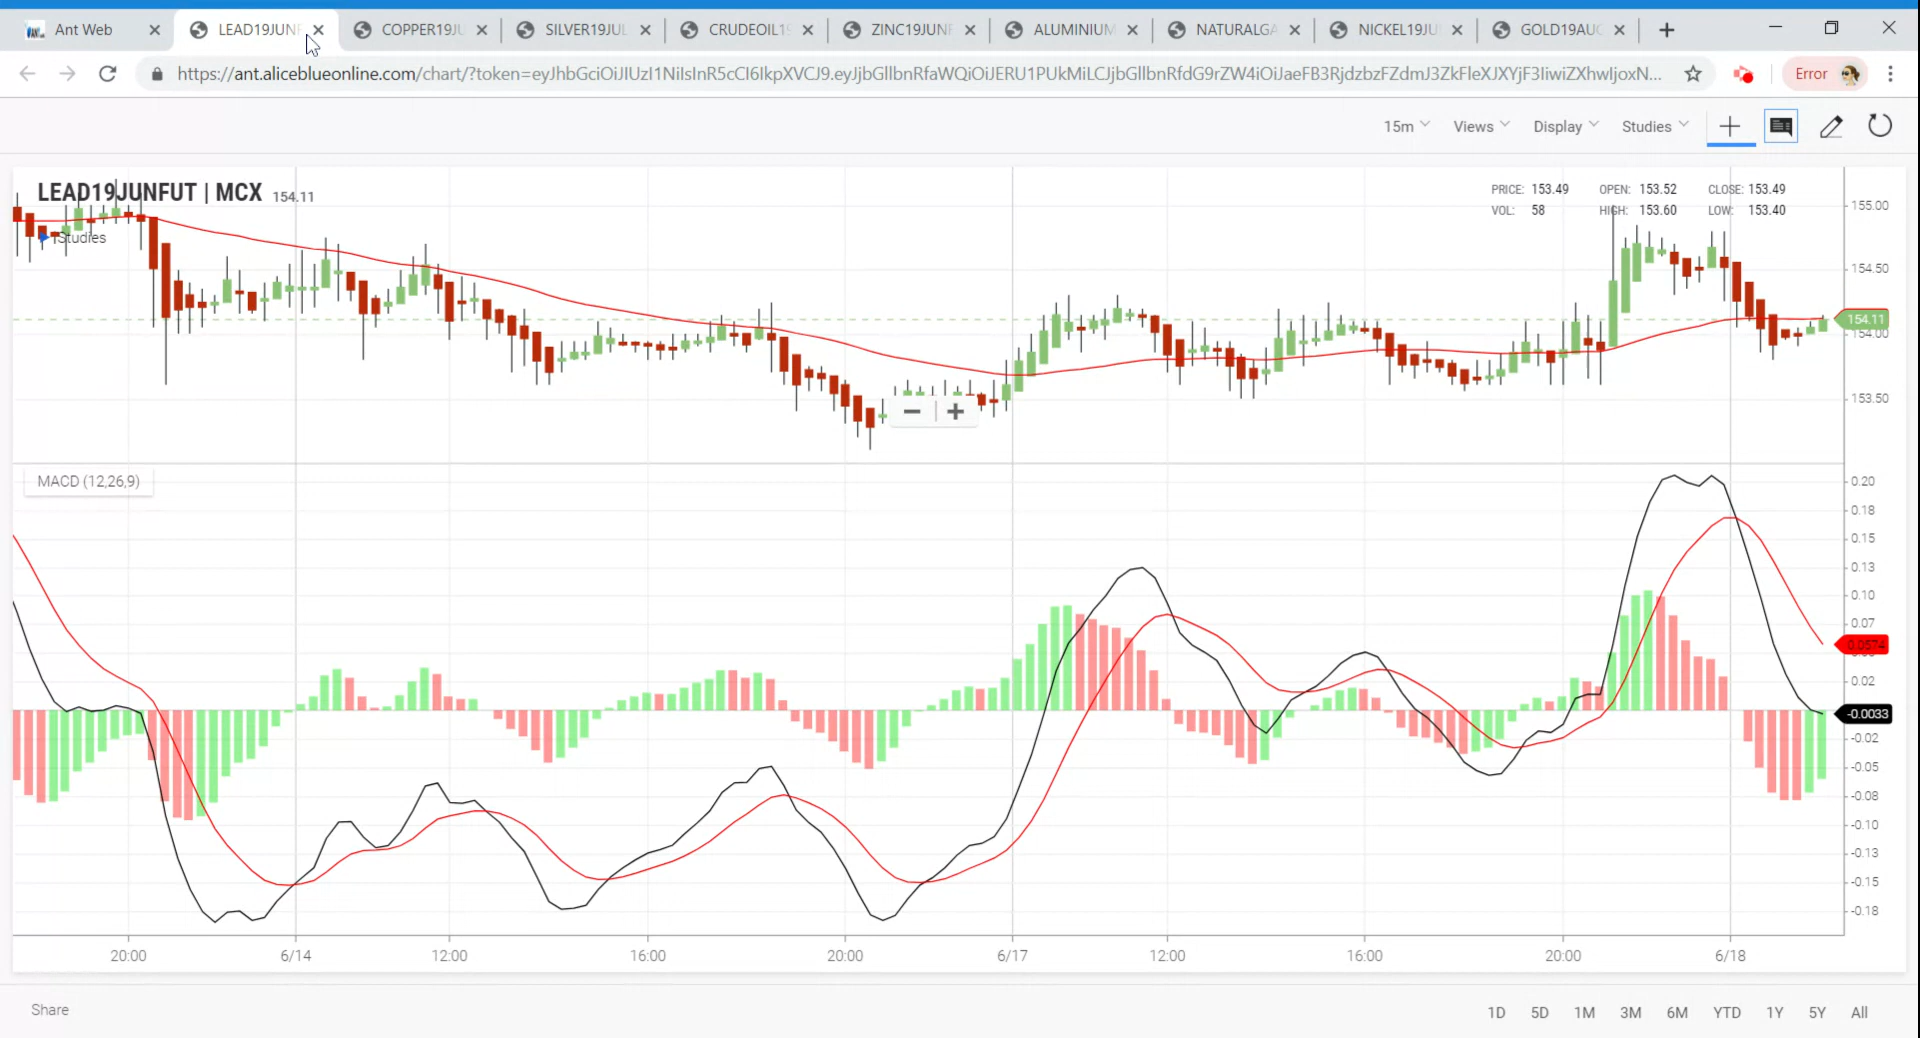 Ant Web LEAD19JUNF COPPER19JU SILVER19JUL CRUDEOIL19 ZINC19JUNF ALUMINIUM NATURALGA NICKEL19JU GOLD19AUG
https://ant.aliceblueonline.com/chart/?token=eyJhbGciOiJIUzI1NiIsInR5cCI6IkpXVCJ9.eyJjbGllbnRfaWQiOiJERU1PUkMiLCJjbGllbnRfdG9rZW4iOiJaeFB3RjdzbzFZdmJ3ZkFleXJXYjF3IiwiZXhwIjoxN... Error
15m Views Display Studies
LEAD19JUNFUT | MCX 154.11
PRICE: 153.49 OPEN: 153.52 CLOSE: 153.49
VOL: 58 HIGH: 153.60 LOW: 153.40
Studies
155.00
154.50
154.11
154.00
153.50
MACD (12,26,9)
0.20
0.18
0.15
0.13
0.10
0.07
0.0574
0.02
-0.0033
-0.02
-0.05
-0.08
-0.10
-0.13
-0.15
-0.18
20:00 6/14 12:00 16:00 20:00 6/17 12:00 16:00 20:00 6/18
Share
1D 5D 1M 3M 6M YTD 1Y 5Y All